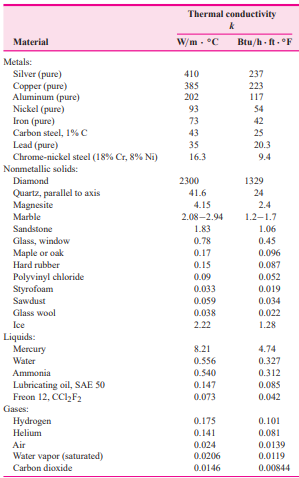 Thermal conductivity
k
Material W/m · °C Btu/h · ft · °F
Metals:
Silver (pure) 410 237
Copper (pure) 385 223
Aluminum (pure) 202 117
Nickel (pure) 93 54
Iron (pure) 73 42
Carbon steel, 1% C 43 25
Lead (pure) 35 20.3
Chrome-nickel steel (18% Cr, 8% Ni) 16.3 9.4
Nonmetallic solids:
Diamond 2300 1329
Quartz, parallel to axis 41.6 24
Magnesite 4.15 2.4
Marble 2.08–2.94 1.2–1.7
Sandstone 1.83 1.06
Glass, window 0.78 0.45
Maple or oak 0.17 0.096
Hard rubber 0.15 0.087
Polyvinyl chloride 0.09 0.052
Styrofoam 0.033 0.019
Sawdust 0.059 0.034
Glass wool 0.038 0.022
Ice 2.22 1.28
Liquids:
Mercury 8.21 4.74
Water 0.556 0.327
Ammonia 0.540 0.312
Lubricating oil, SAE 50 0.147 0.085
Freon 12, CCl₂F₂ 0.073 0.042
Gases:
Hydrogen 0.175 0.101
Helium 0.141 0.081
Air 0.024 0.0139
Water vapor (saturated) 0.0206 0.0119
Carbon dioxide 0.0146 0.00844